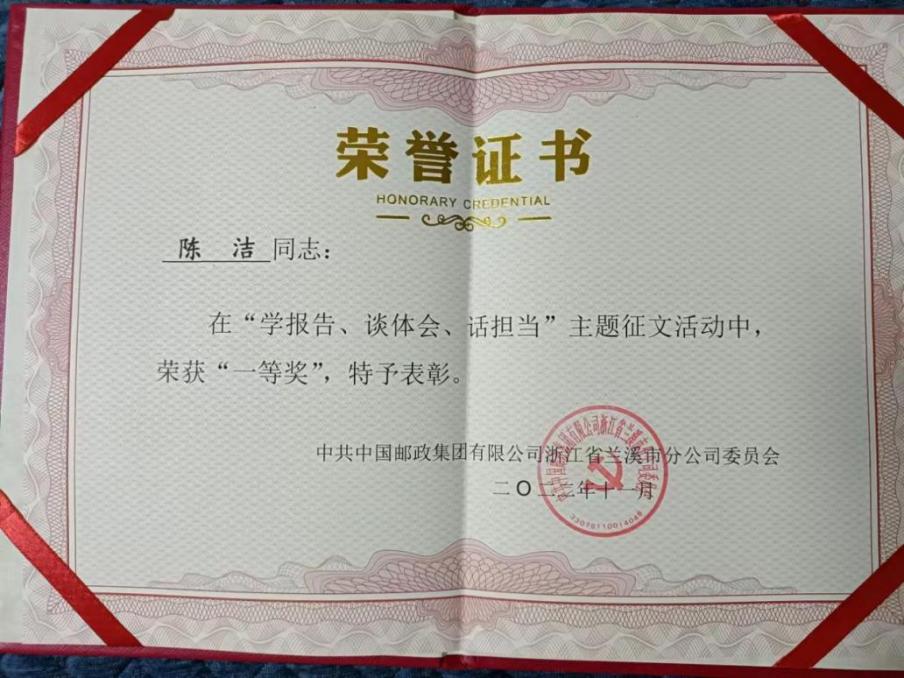 荣誉证书
HONORARY CREDENTIAL
陈 洁 同志：
在“学报告、谈体会、话担当”主题征文活动中，
荣获“一等奖”，特予表彰。
中共中国邮政集团有限公司浙江省兰溪市分公司委员会
二〇二二年十一月